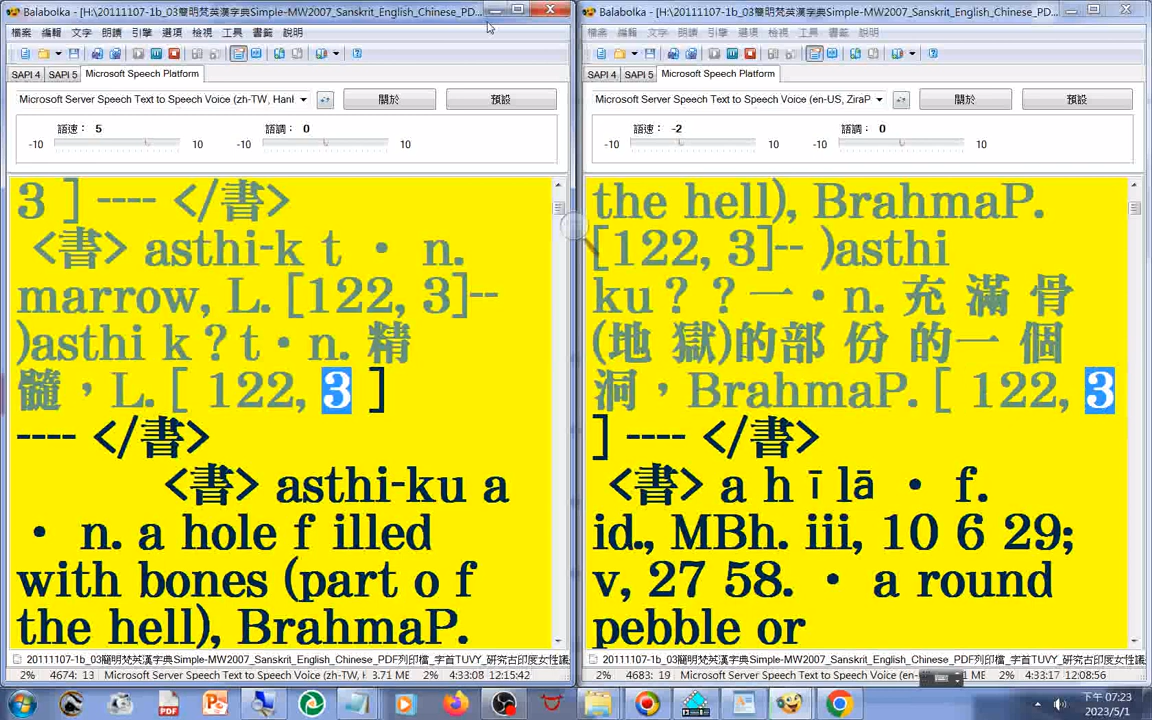 Balabolka - [H:\20111107-1b_03簡明梵英漢字典Simple-MW2007_Sanskrit_English_Chinese_PD...
檔案 編輯 文字 朗讀 引擎 選項 檢視 工具 書籤 說明
SAPI 4 SAPI 5 Microsoft Speech Platform
Microsoft Server Speech Text to Speech Voice (zh-TW, Hanl 關於 預設
語速： 5 語調： 0
-10 10 -10 10
3 ] ---- </書>
<書> asthi-k t • n.
marrow, L. [122, 3]--
)asthi k？t•n. 精
髓，L. [ 122, 3 ]
---- </書>
<書> asthi-ku a
• n. a hole f illed
with bones (part o f
the hell), BrahmaP.
20111107-1b_03簡明梵英漢字典Simple-MW2007_Sanskrit_English_Chinese_PDF列印檔_字首TUVY_研究古印度女性議
2% 4674: 13 Microsoft Server Speech Text to Speech Voice (zh-TW, H 3.71 ME 2% 4:33:08 12:15:42
Balabolka - [H:\20111107-1b_03簡明梵英漢字典Simple-MW2007_Sanskrit_English_Chinese_PD...
檔案 編輯 文字 朗讀 引擎 選項 檢視 工具 書籤 說明
SAPI 4 SAPI 5 Microsoft Speech Platform
Microsoft Server Speech Text to Speech Voice (en-US, ZiraP 關於 預設
語速： -2 語調： 0
-10 10 -10 10
the hell), BrahmaP.
[122, 3]-- )asthi
ku？？一•n. 充 滿 骨
(地 獄)的部 份 的一 個
洞，BrahmaP. [ 122, 3
] ---- </書>
<書> a h ī lā • f.
id., MBh. iii, 10 6 29;
v, 27 58. • a round
pebble or
20111107-1b_03簡明梵英漢字典Simple-MW2007_Sanskrit_English_Chinese_PDF列印檔_字首TUVY_研究古印度女性議
2% 4683: 19 Microsoft Server Speech Text to Speech Voice (en-US, 2% 4:33:17 12:08:56
下午 07:23
2023/5/1